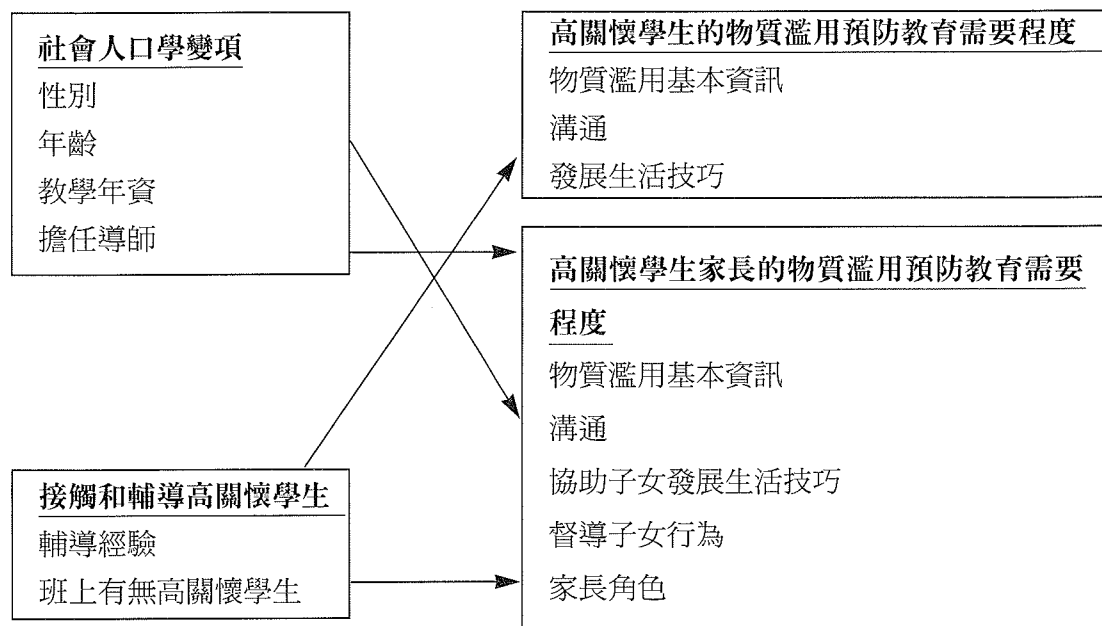 社會人口學變項
性別
年齡
教學年資
擔任導師
接觸和輔導高關懷學生
輔導經驗
班上有無高關懷學生
高關懷學生的物質濫用預防教育需要程度
物質濫用基本資訊
溝通
發展生活技巧
高關懷學生家長的物質濫用預防教育需要
程度
物質濫用基本資訊
溝通
協助子女發展生活技巧
督導子女行為
家長角色